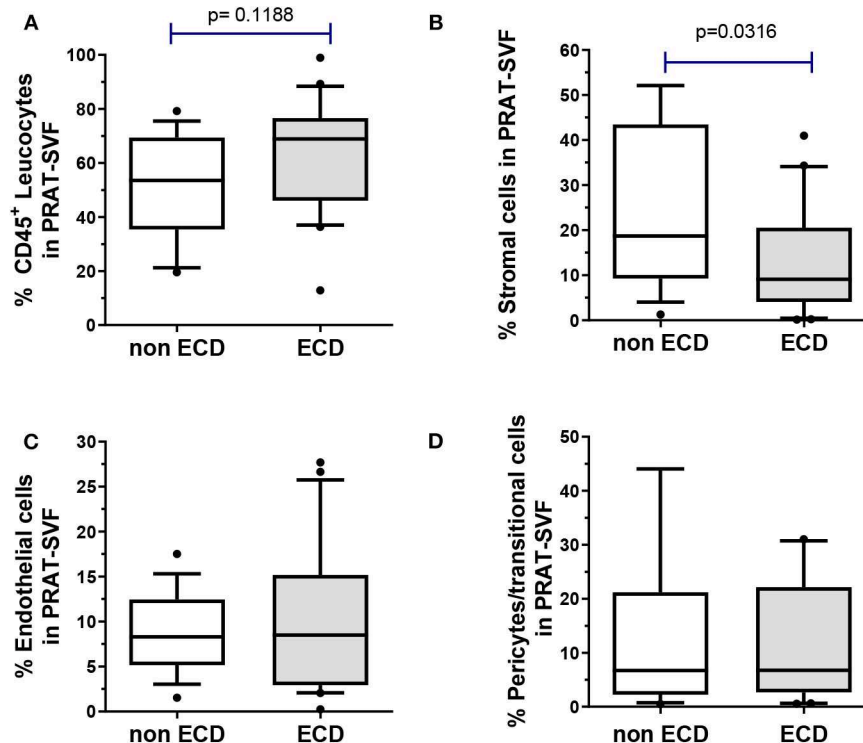 A
p= 0.1188
% CD45+ Leucocytes
in PRAT-SVF
100
80
60
40
20
0
non ECD
ECD
B
p=0.0316
% Stromal cells in PRAT-SVF
60
50
40
30
20
10
0
non ECD
ECD
C
% Endothelial cells
in PRAT-SVF
30
25
20
15
10
5
0
non ECD
ECD
D
% Pericytes/transitional cells
in PRAT-SVF
50
40
30
20
10
0
non ECD
ECD